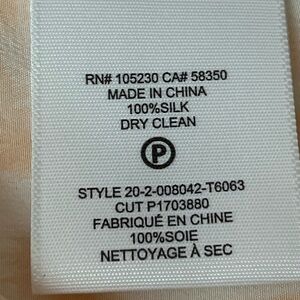 RN# 105230 CA# 58350
MADE IN CHINA
100%SILK
DRY CLEAN
P
STYLE 20-2-008042-T6063
CUT P1703880
FABRIQUÉ EN CHINE
100%SOIE
NETTOYAGE À SEC